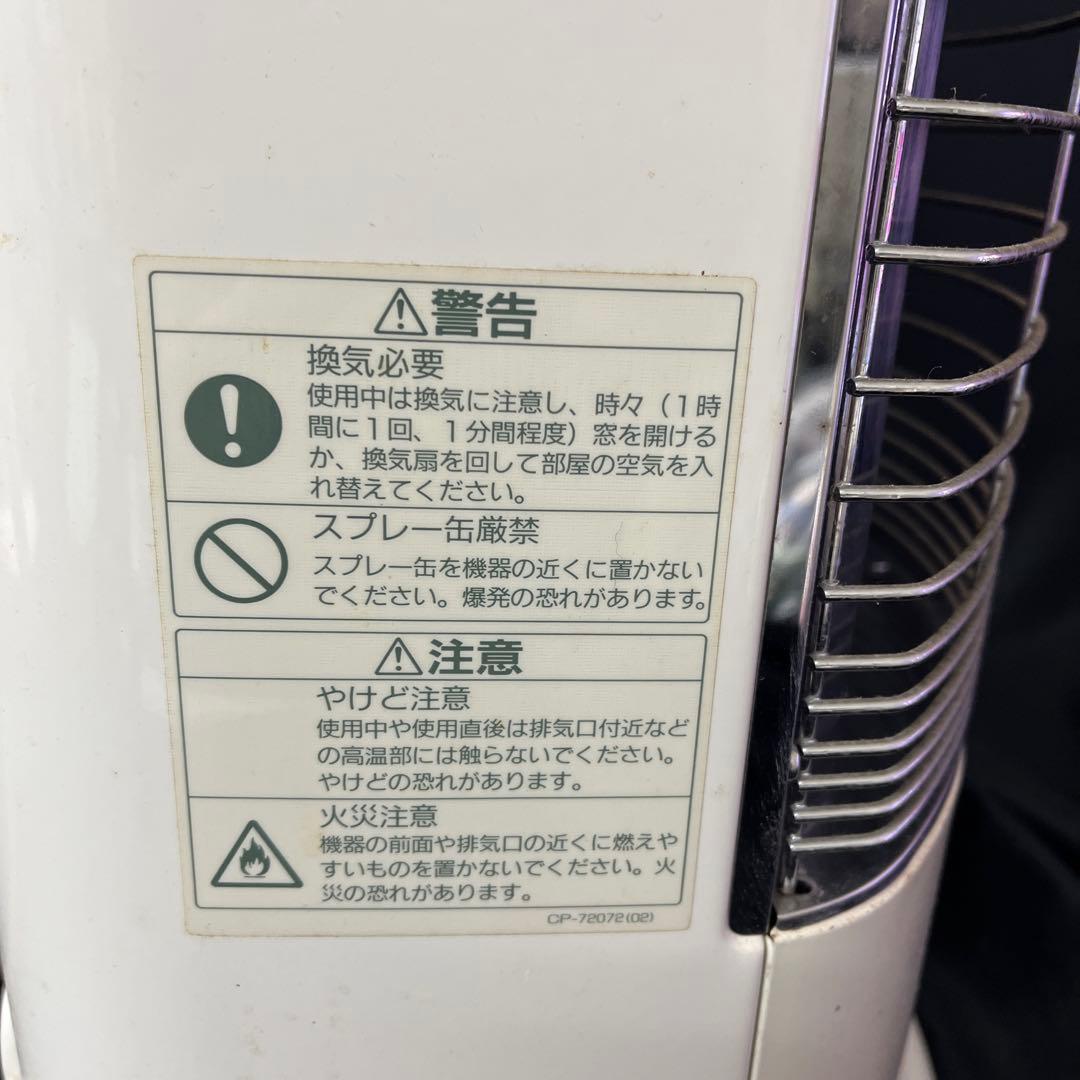 ⚠警告
換気必要
使用中は換気に注意し、時々（1時
間に1回、1分間程度）窓を開ける
か、換気扇を回して部屋の空気を入
れ替えてください。
スプレー缶厳禁
スプレー缶を機器の近くに置かない
でください。爆発の恐れがあります。
⚠注意
やけど注意
使用中や使用直後は排気口付近など
の高温部には触らないでください。
やけどの恐れがあります。
火災注意
機器の前面や排気口の近くに燃えや
すいものを置かないでください。火
災の恐れがあります。
CP-72072(02)